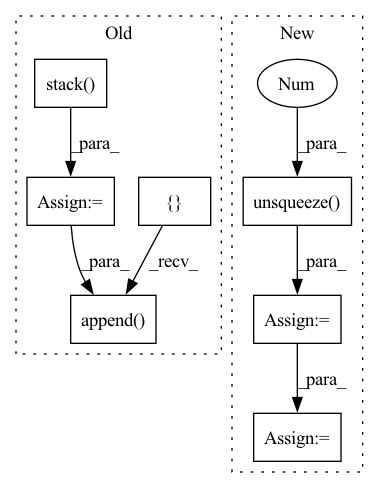 Old
New
stack()
Num
_para_
_para_
Assign:=
{}
unsqueeze()
_para_
_recv_
_para_
append()
Assign:=
_para_
Assign:=